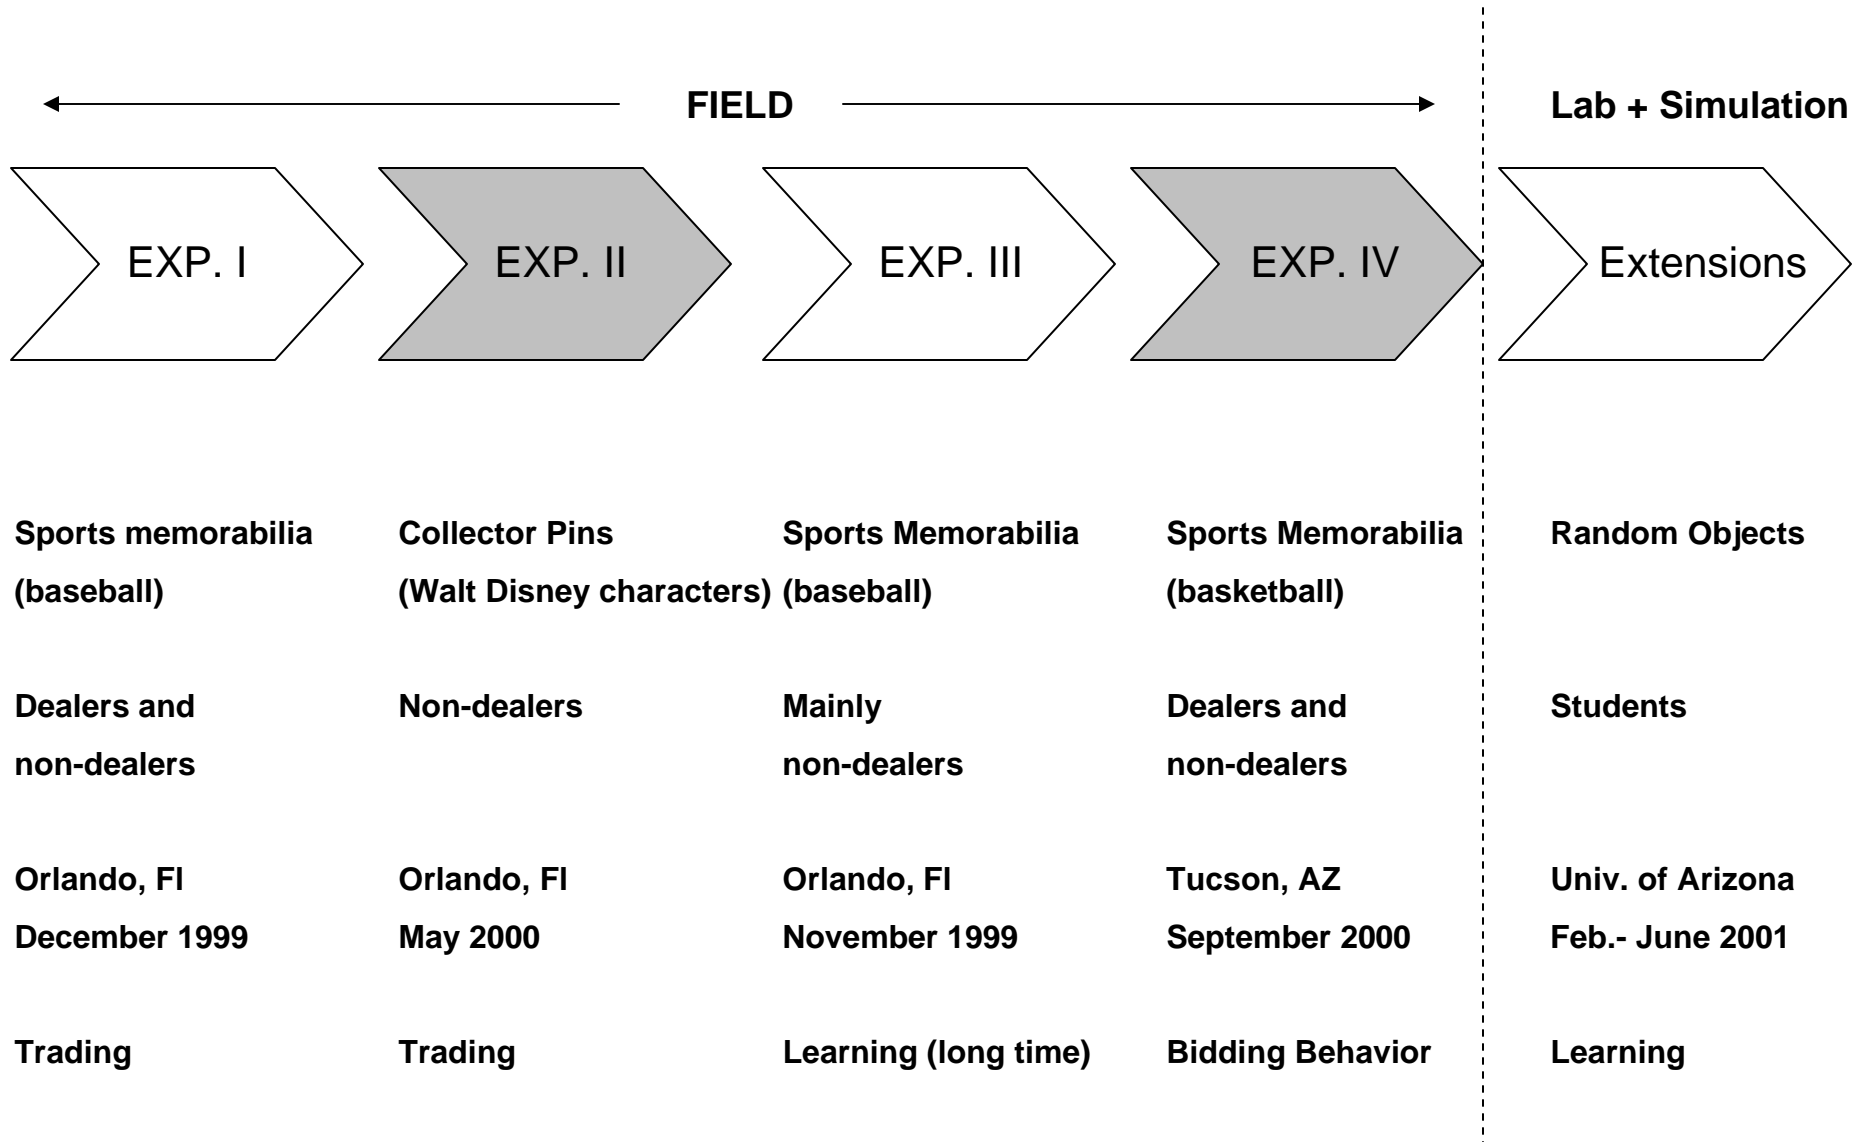 FIELD
Lab + Simulation
EXP. I
EXP. II
EXP. III
EXP. IV
Extensions
Sports memorabilia
(baseball)
Collector Pins
(Walt Disney characters)
Sports Memorabilia
(baseball)
Sports Memorabilia
(basketball)
Random Objects
Dealers and
non-dealers
Non-dealers
Mainly
non-dealers
Dealers and
non-dealers
Students
Orlando, Fl
December 1999
Orlando, Fl
May 2000
Orlando, Fl
November 1999
Tucson, AZ
September 2000
Univ. of Arizona
Feb.- June 2001
Trading
Trading
Learning (long time)
Bidding Behavior
Learning